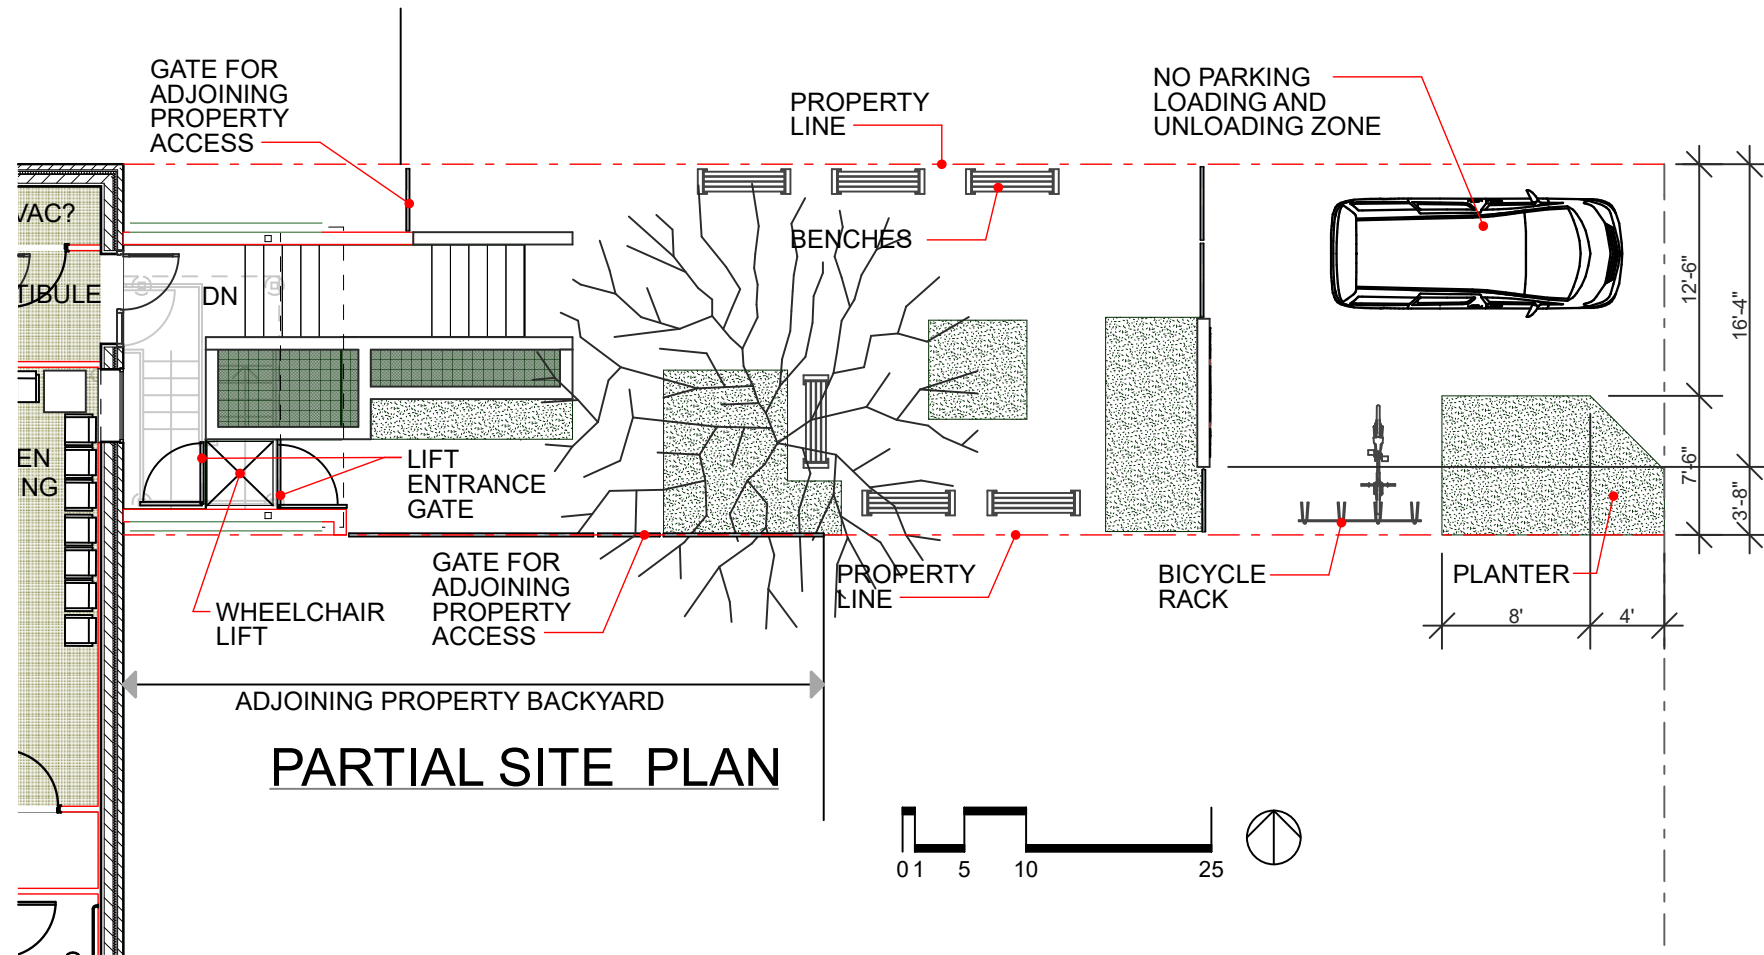 GATE FOR
ADJOINING
PROPERTY
ACCESS
PROPERTY
LINE
NO PARKING
LOADING AND
UNLOADING ZONE
VAC?
BENCHES
TIBULE
DN
12'-6"
16'-4"
EN
NG
LIFT
ENTRANCE
GATE
7'-6"
3'-8"
GATE FOR
ADJOINING
PROPERTY
ACCESS
PROPERTY
LINE
BICYCLE
RACK
PLANTER
WHEELCHAIR
LIFT
8'
4'
ADJOINING PROPERTY BACKYARD
PARTIAL SITE PLAN
0 1 5 10 25